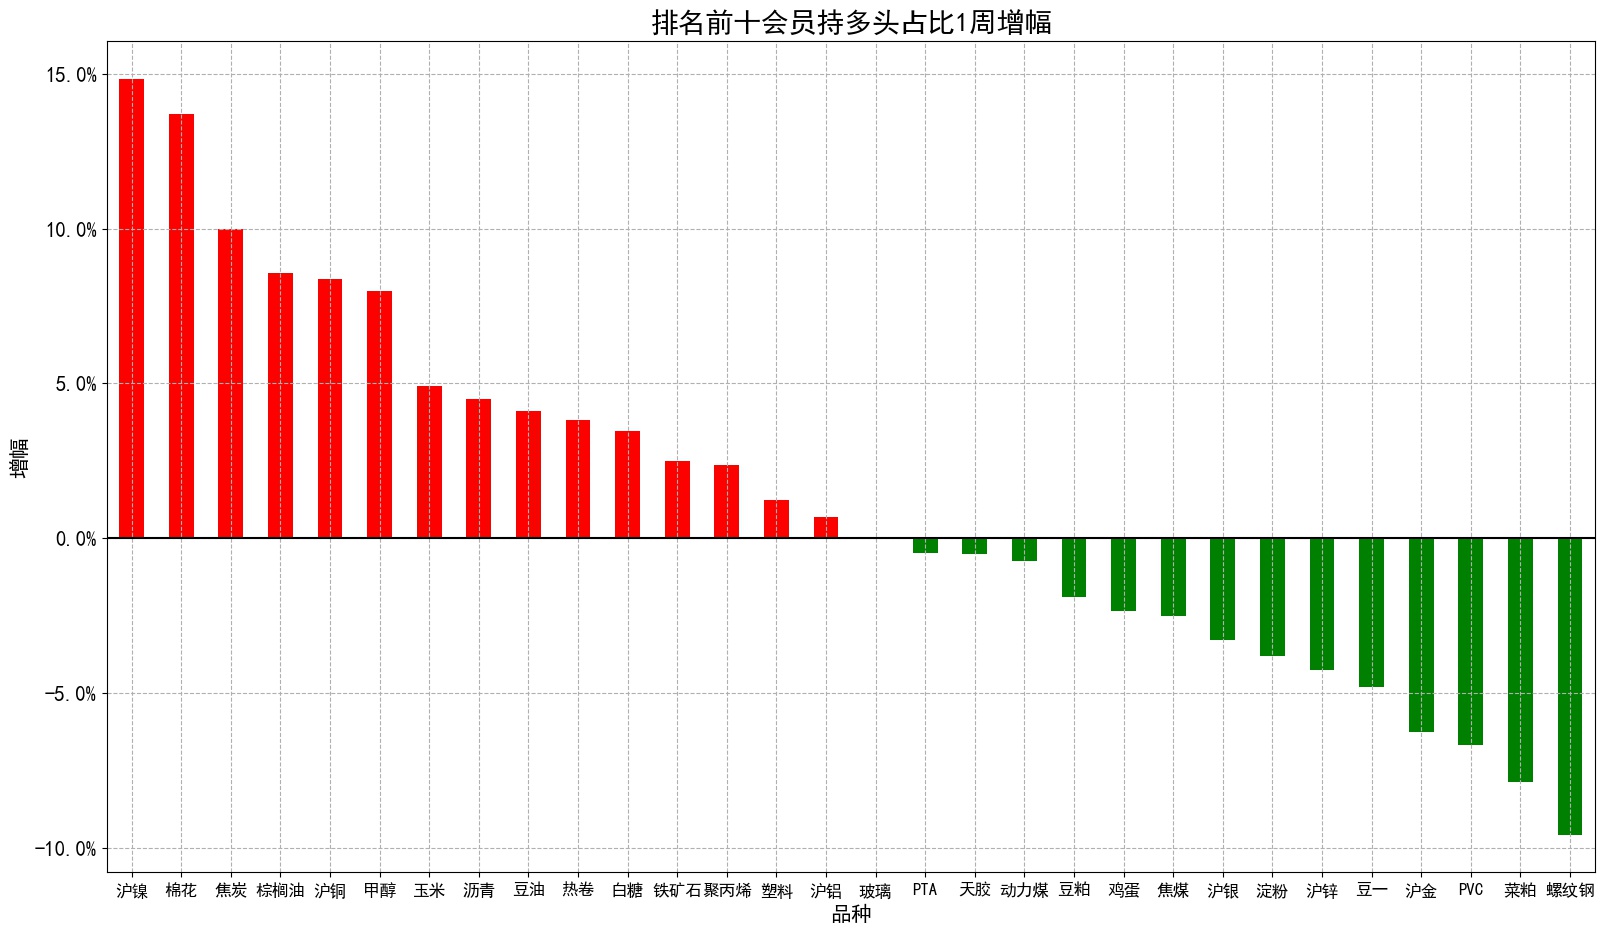 排名前十会员持多头占比1周增幅
15.0%
10.0%
5.0%
0.0%
−5.0%
−10.0%
增幅
沪镍 棉花 焦炭 棕榈油 沪铜 甲醇 玉米 沥青 豆油 热卷 白糖 铁矿石 聚丙烯 塑料 沪铝 玻璃 PTA 天胶 动力煤 豆粕 鸡蛋 焦煤 沪银 淀粉 沪锌 豆一 沪金 PVC 菜粕 螺纹钢
品种